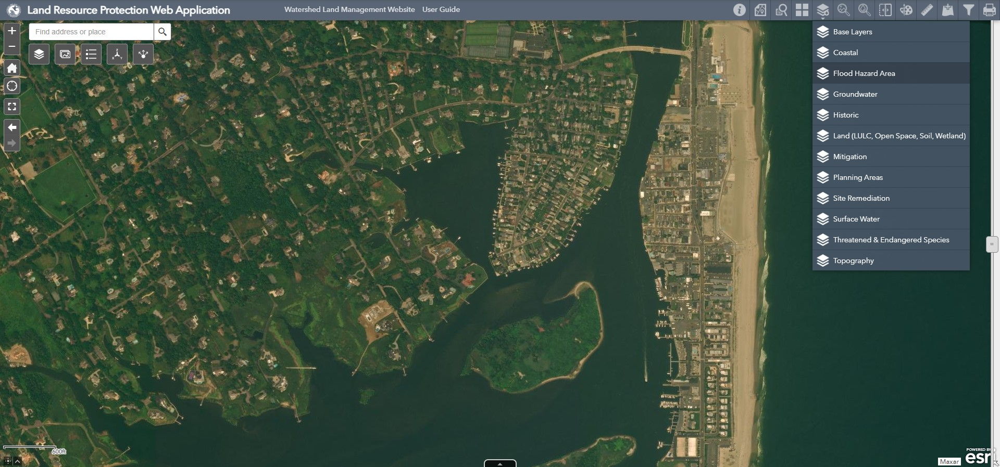 Land Resource Protection Web Application
Watershed Land Management Website User Guide
+
Find address or place
−
Base Layers
Coastal
Flood Hazard Area
Groundwater
Historic
Land (LULC, Open Space, Soil, Wetland)
Mitigation
Planning Areas
Site Remediation
Surface Water
Threatened & Endangered Species
Topography
600ft
POWERED BY
esri
Maxar